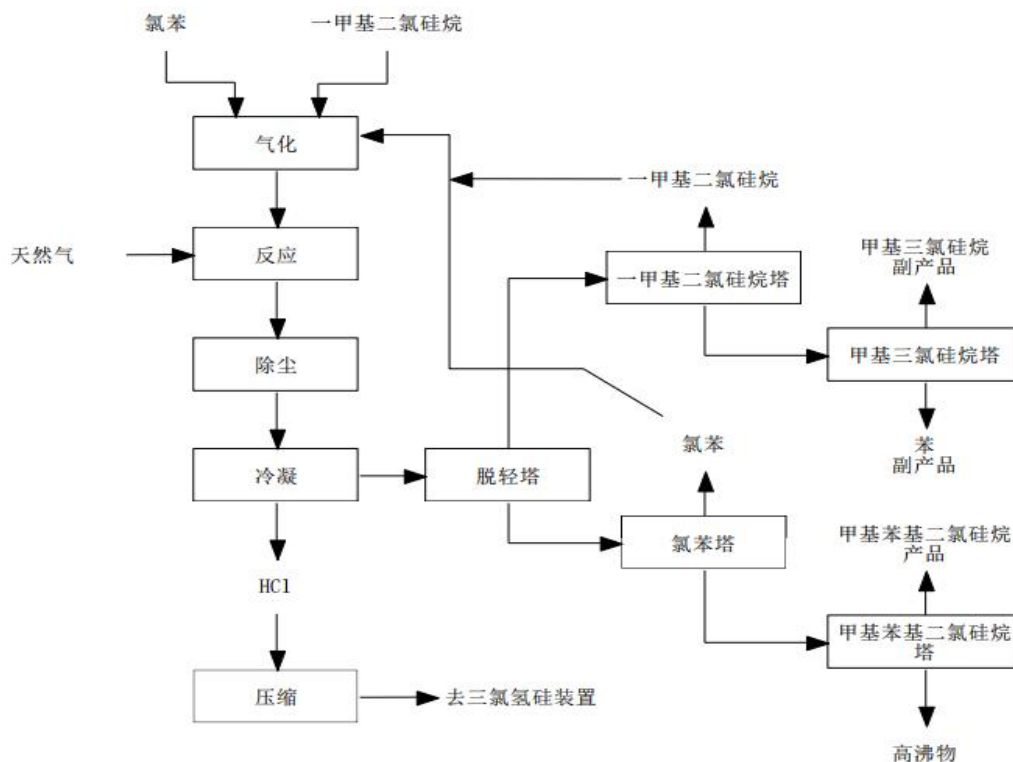 氯苯
一甲基二氯硅烷
气化
一甲基二氯硅烷
天然气
反应
甲基三氯硅烷
副产品
一甲基二氯硅烷塔
除尘
甲基三氯硅烷塔
氯苯
苯
副产品
冷凝
脱轻塔
氯苯塔
甲基苯基二氯硅烷
产品
HCl
甲基苯基二氯硅烷
塔
压缩
去三氯氢硅装置
高沸物